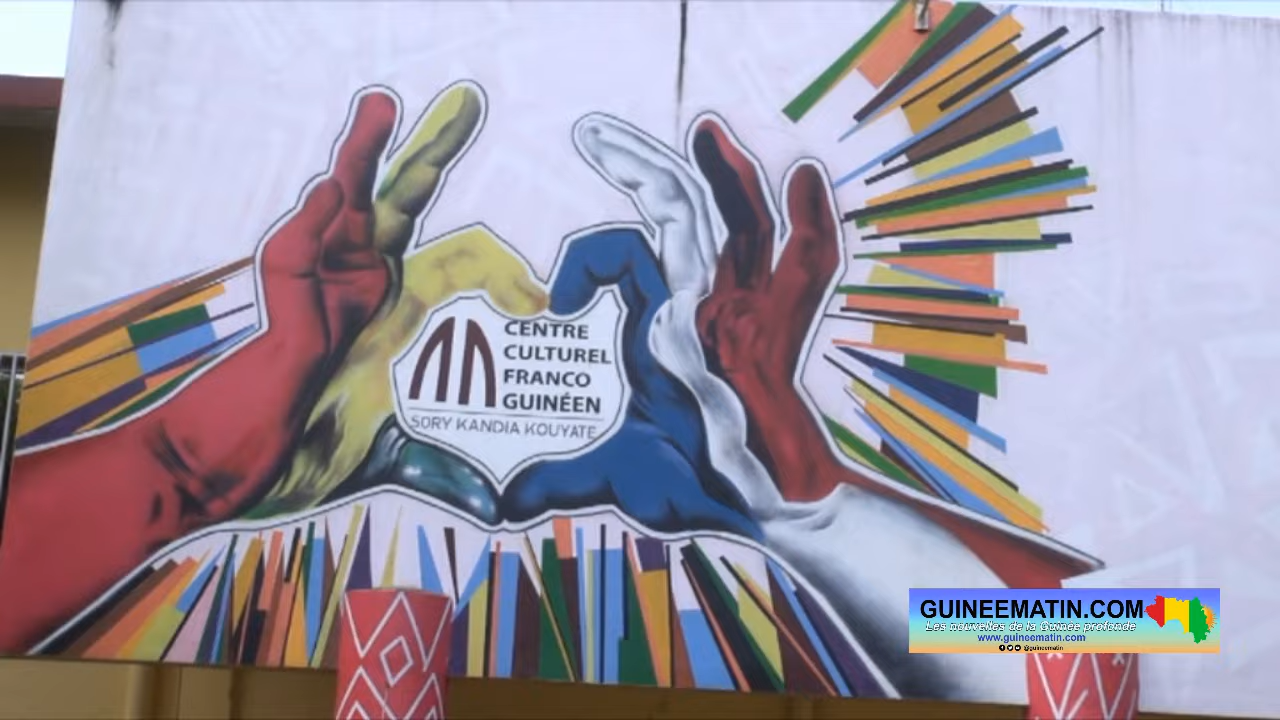 CENTRE
CULTUREL
FRANCO
GUINÉEN
SORY KANDIA KOUYATE
GUINEEMATIN.COM
Les nouvelles de la Guinée profonde
www.guineematin.com
@guineematin